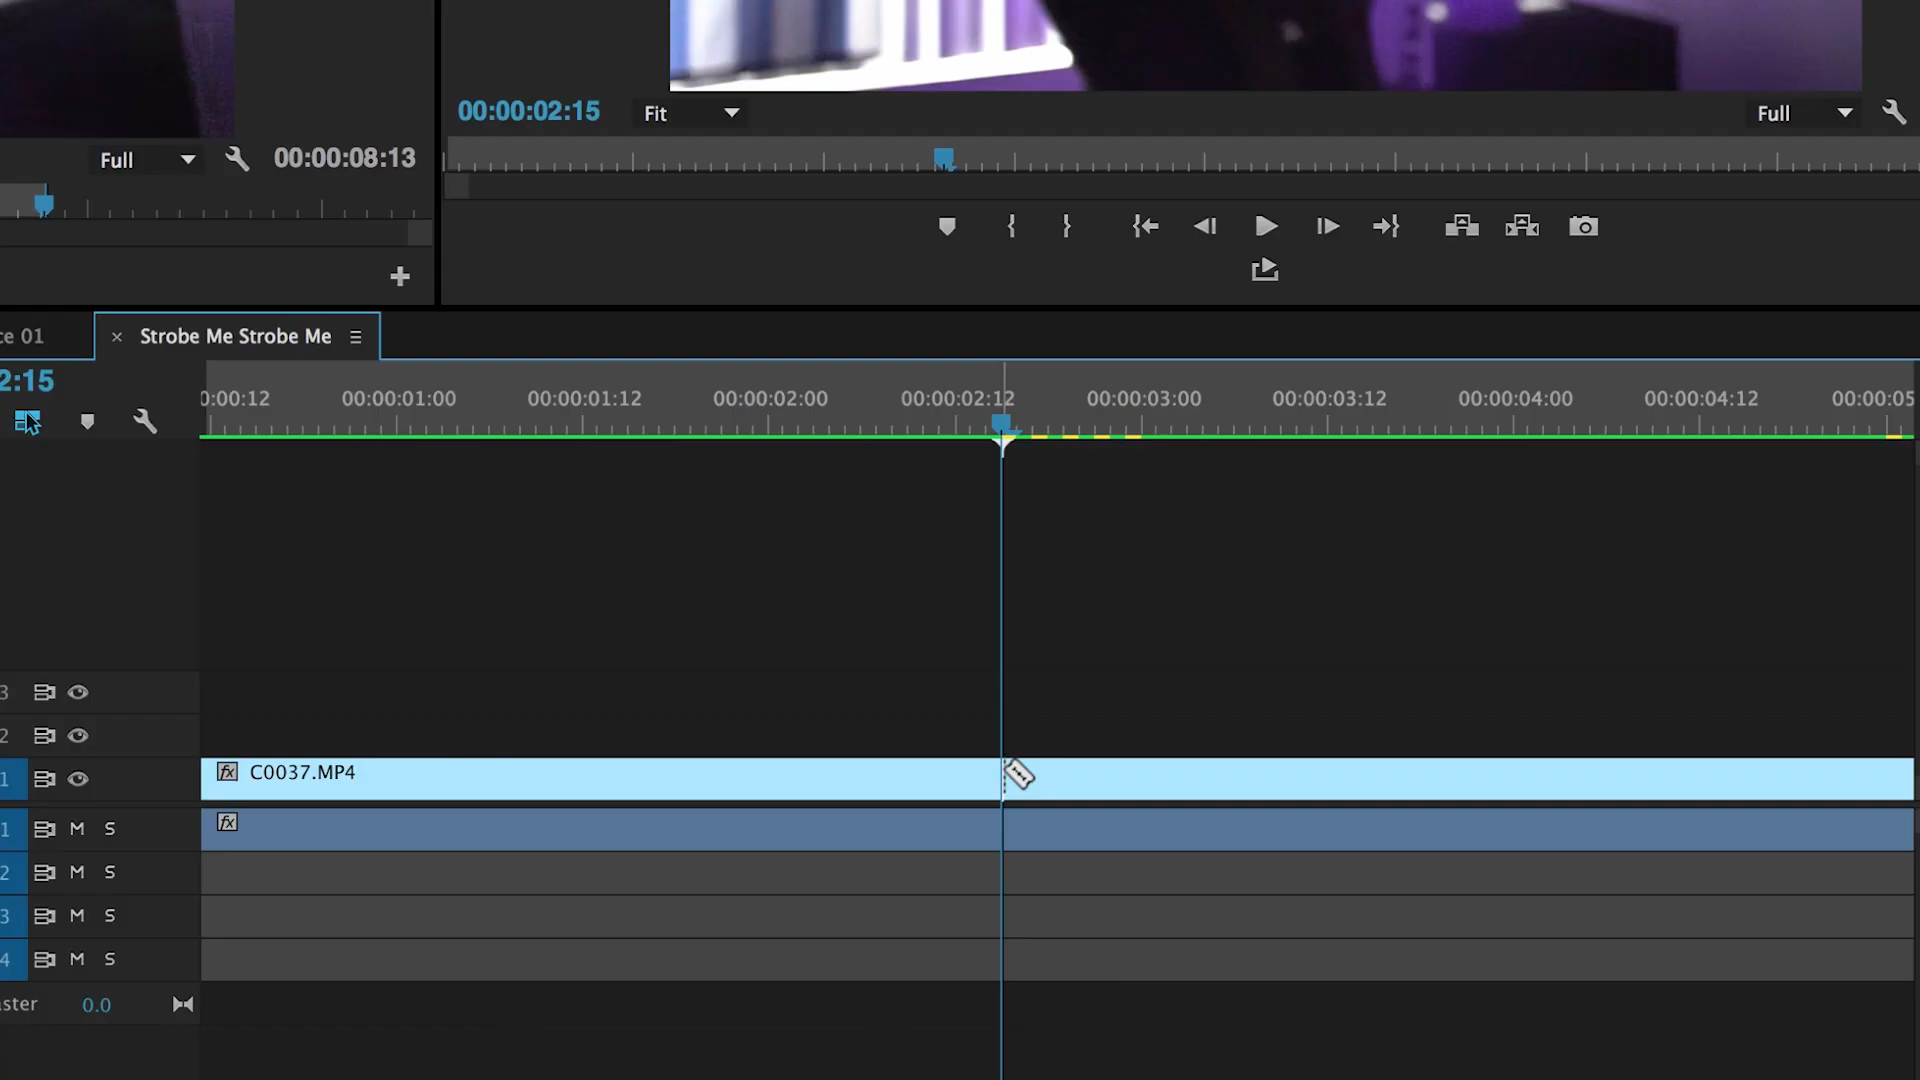 00:00:02:15 Fit Full
Full 00:00:08:13
ce 01 × Strobe Me Strobe Me
2:15
0:00:12 00:00:01:00 00:00:01:12 00:00:02:00 00:00:02:12 00:00:03:00 00:00:03:12 00:00:04:00 00:00:04:12 00:00:05
3
2
1 fx C0037.MP4
1 M S fx
2 M S
3 M S
4 M S
aster 0.0